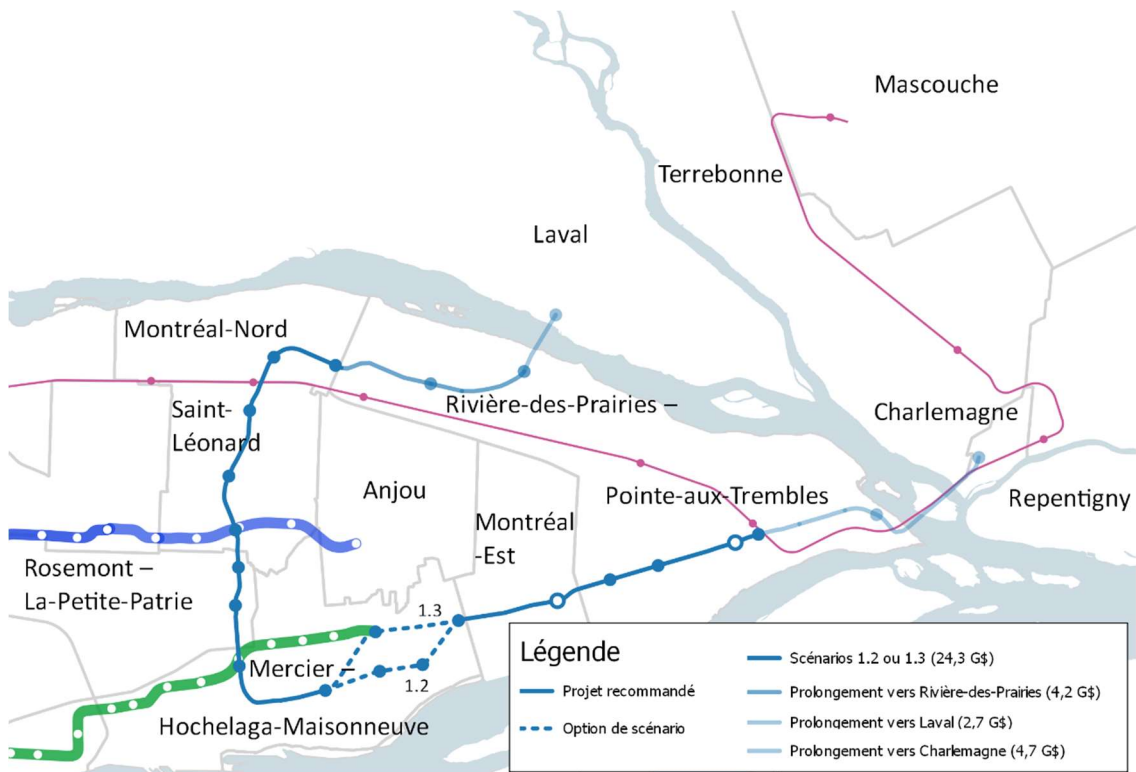 Mascouche
Terrebonne
Laval
Montréal-Nord
Rivière-des-Prairies –
Charlemagne
Saint-
Léonard
Anjou
Pointe-aux-Trembles
Repentigny
Montréal
-Est
Rosemont –
La-Petite-Patrie
1.3
Mercier –
1.2
Hochelaga-Maisonneuve
Légende
Projet recommandé
Option de scénario
Scénarios 1.2 ou 1.3 (24,3 G$)
Prolongement vers Rivière-des-Prairies (4,2 G$)
Prolongement vers Laval (2,7 G$)
Prolongement vers Charlemagne (4,7 G$)